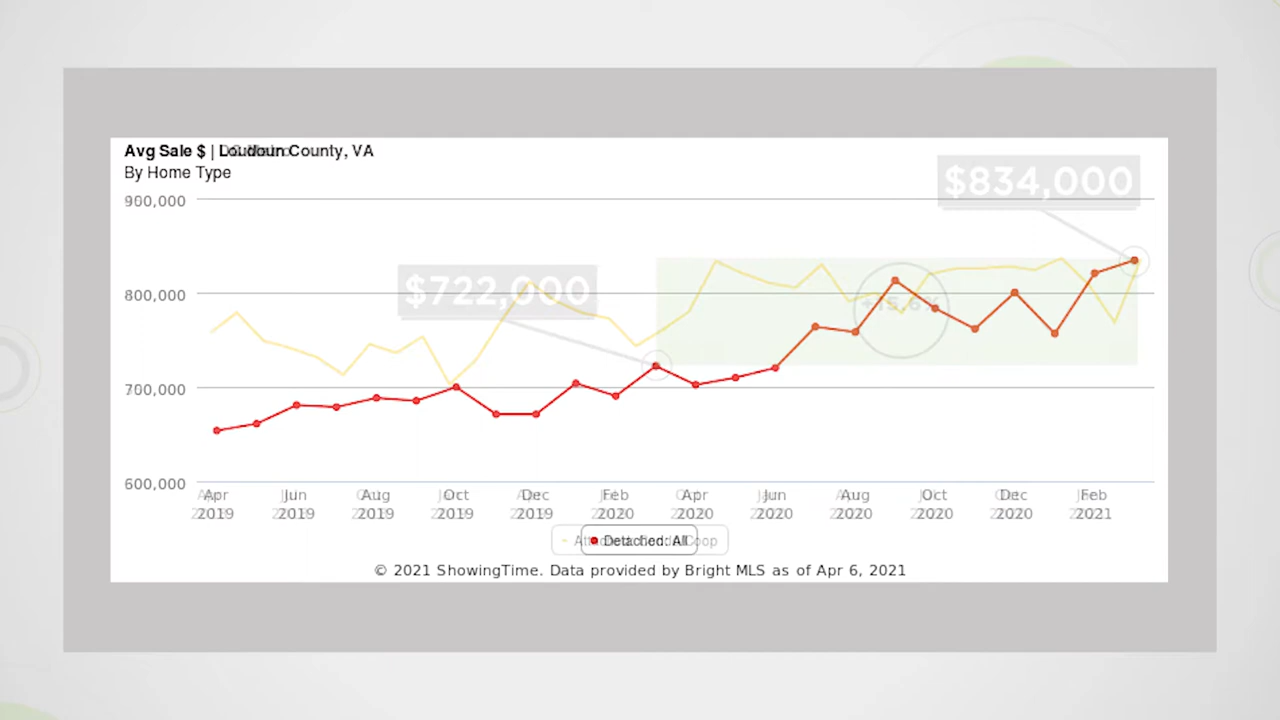 Avg Sale $ | Loudoun County, VA
By Home Type
$834,000
900,000
$722,000
800,000
700,000
600,000
Apr Jun Aug Oct Dec Feb Apr Jun Aug Oct Dec Feb
2019 2019 2019 2019 2019 2020 2020 2020 2020 2020 2020 2021
Detached: All
© 2021 ShowingTime. Data provided by Bright MLS as of Apr 6, 2021